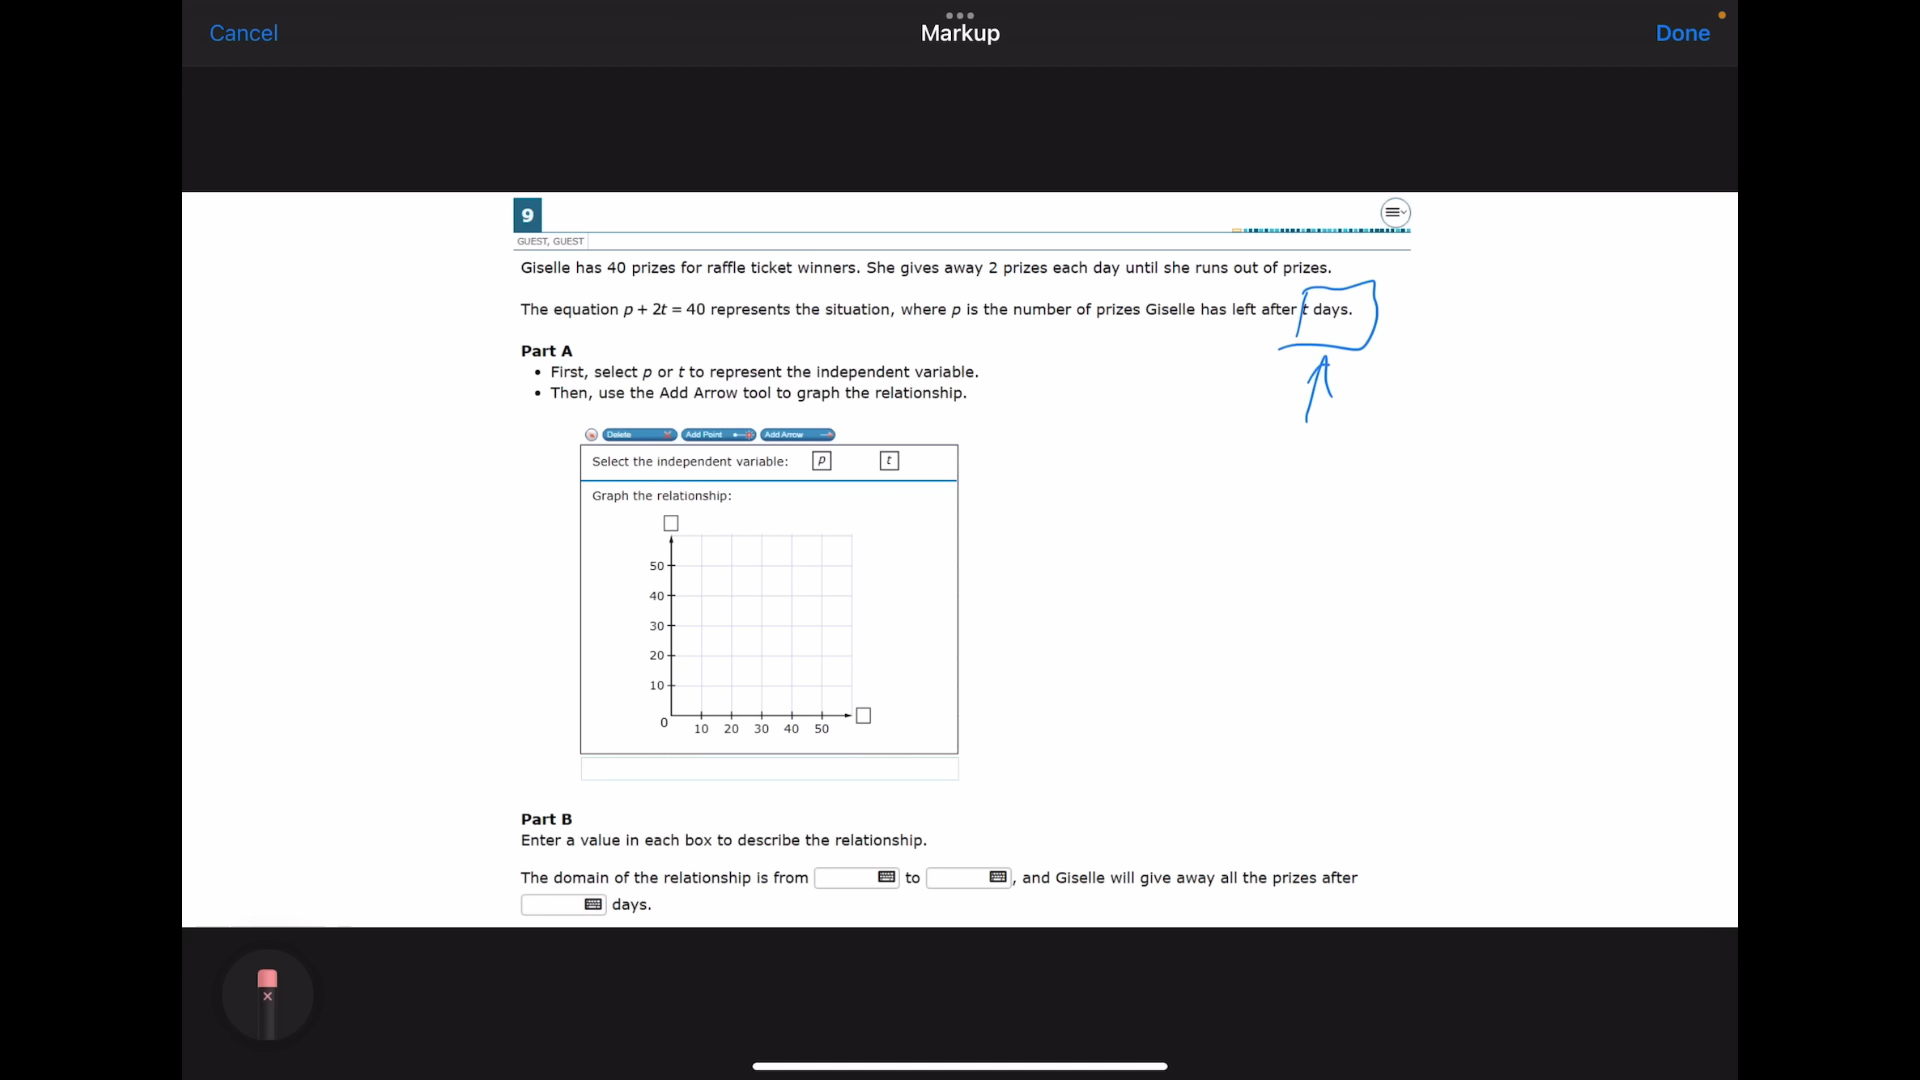 Cancel
Markup
Done
9
GUEST, GUEST
Giselle has 40 prizes for raffle ticket winners. She gives away 2 prizes each day until she runs out of prizes.
The equation p + 2t = 40 represents the situation, where p is the number of prizes Giselle has left after t days.
Part A
• First, select p or t to represent the independent variable.
• Then, use the Add Arrow tool to graph the relationship.
Delete Add Point Add Arrow
Select the independent variable: p t
Graph the relationship:
50
40
30
20
10
0
10 20 30 40 50
Part B
Enter a value in each box to describe the relationship.
The domain of the relationship is from to , and Giselle will give away all the prizes after
days.